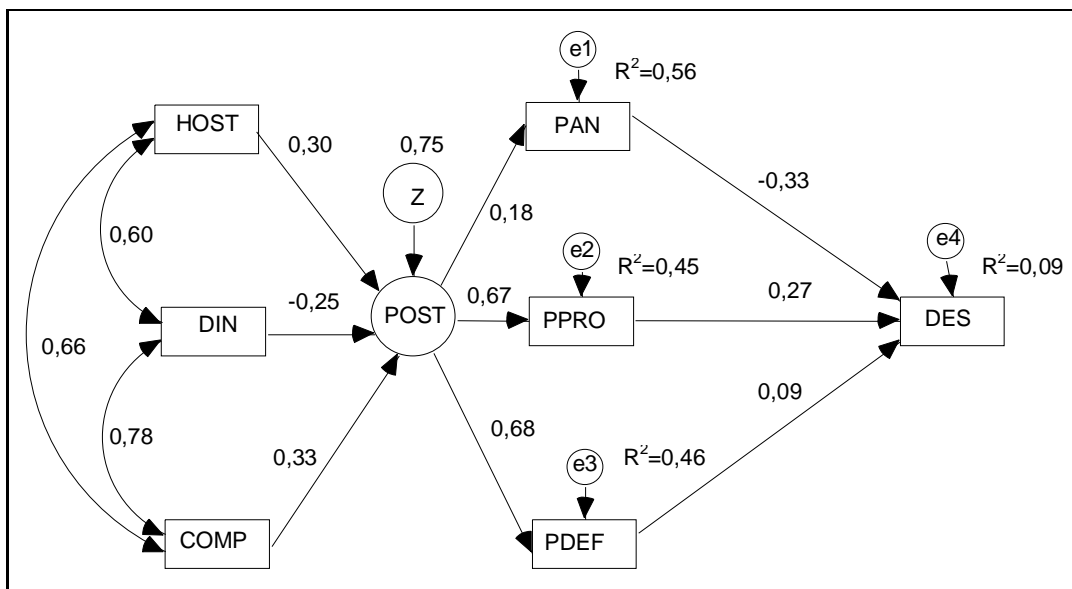 e1
R²=0,56
HOST
PAN
0,30
0,75
Z
-0,33
0,18
0,60
e2
R²=0,45
e4
R²=0,09
DIN
-0,25
POST
0,67
PPRO
0,27
DES
0,66
0,78
0,09
0,68
0,33
e3
R²=0,46
COMP
PDEF